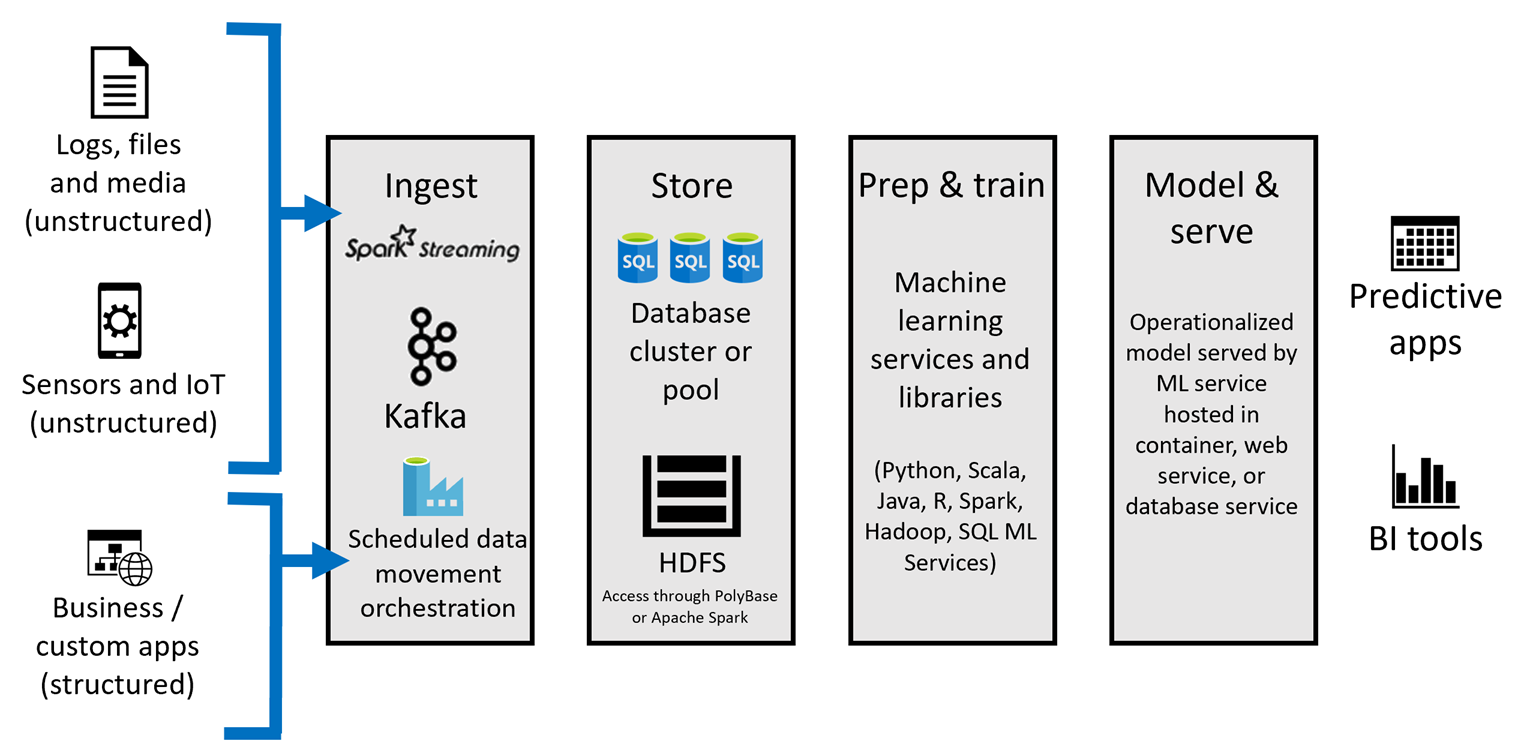 Logs, files
and media
(unstructured)
Sensors and IoT
(unstructured)
Business /
custom apps
(structured)
Ingest
Spark Streaming
Kafka
Scheduled data
movement
orchestration
Store
SQL SQL SQL
Database
cluster or
pool
HDFS
Access through PolyBase
or Apache Spark
Prep & train
Machine
learning
services and
libraries
(Python, Scala,
Java, R, Spark,
Hadoop, SQL ML
Services)
Model &
serve
Operationalized
model served by
ML service
hosted in
container, web
service, or
database service
Predictive
apps
BI tools